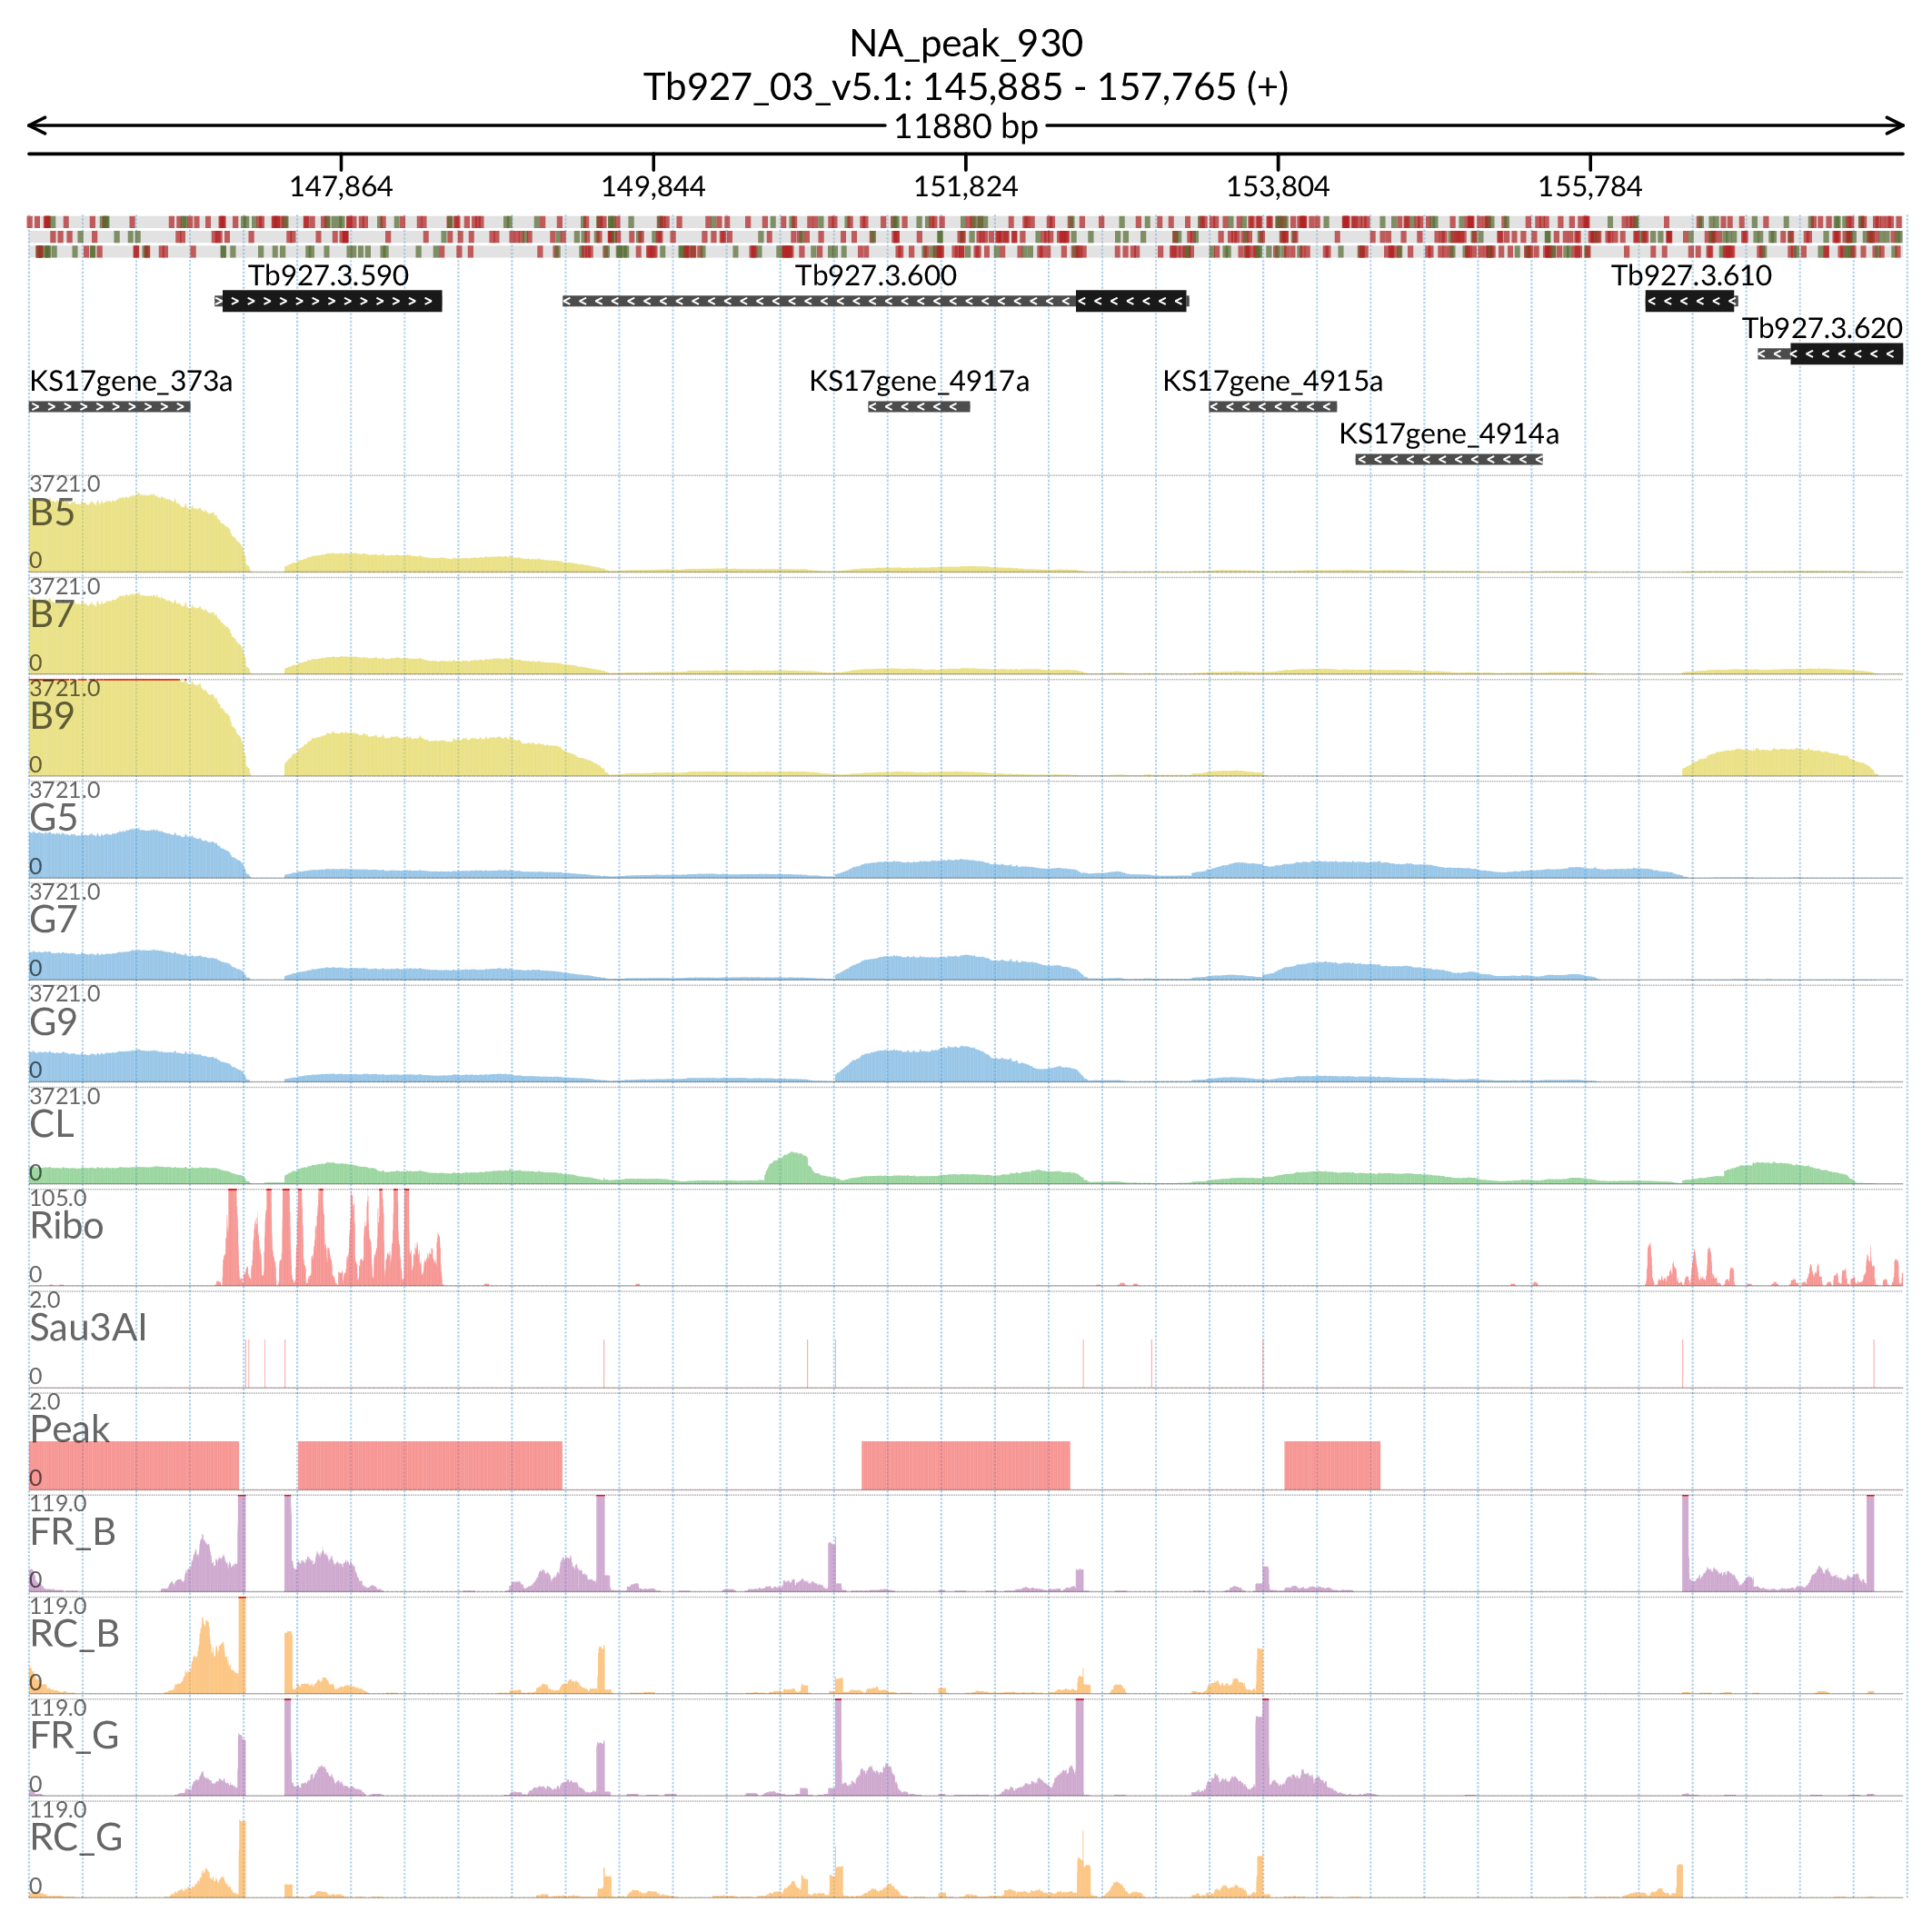 NA_peak_930
Tb927_03_v5.1: 145,885 - 157,765 (+)
11880 bp
147,864 149,844 151,824 153,804 155,784
Tb927.3.590 Tb927.3.600 Tb927.3.610
Tb927.3.620
KS17gene_373a KS17gene_4917a KS17gene_4915a
KS17gene_4914a
3721.0
B5
0
3721.0
B7
0
3721.0
B9
0
3721.0
G5
0
3721.0
G7
0
3721.0
G9
0
3721.0
CL
0
105.0
Ribo
0
2.0
Sau3AI
0
2.0
Peak
0
119.0
FR_B
0
119.0
RC_B
0
119.0
FR_G
0
119.0
RC_G
0